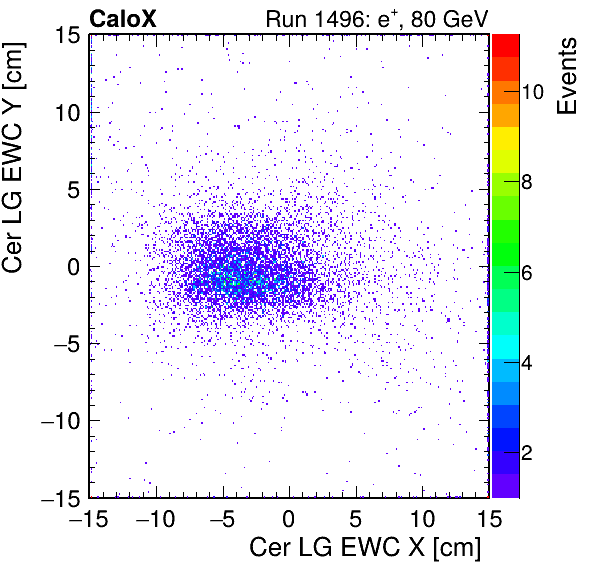 CaloX Run 1496: e+, 80 GeV
Cer LG EWC Y [cm]
15
10
5
0
−5
−10
−15
−15 −10 −5 0 5 10 15
Cer LG EWC X [cm]
Events
10
8
6
4
2